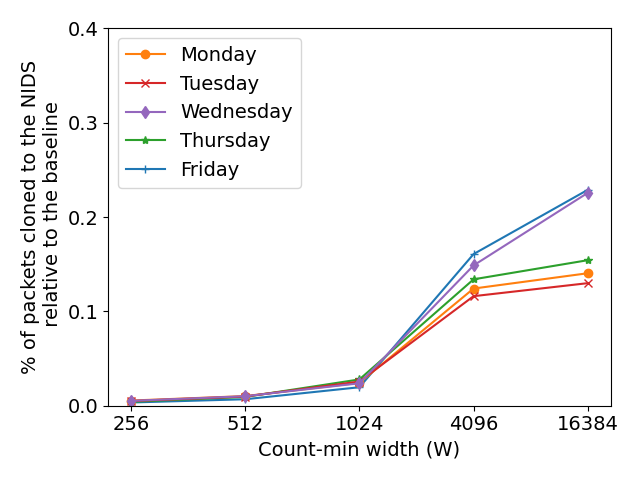 % of packets cloned to the NIDS
relative to the baseline
0.4
0.3
0.2
0.1
0.0
Monday
Tuesday
Wednesday
Thursday
Friday
256 512 1024 4096 16384
Count-min width (W)